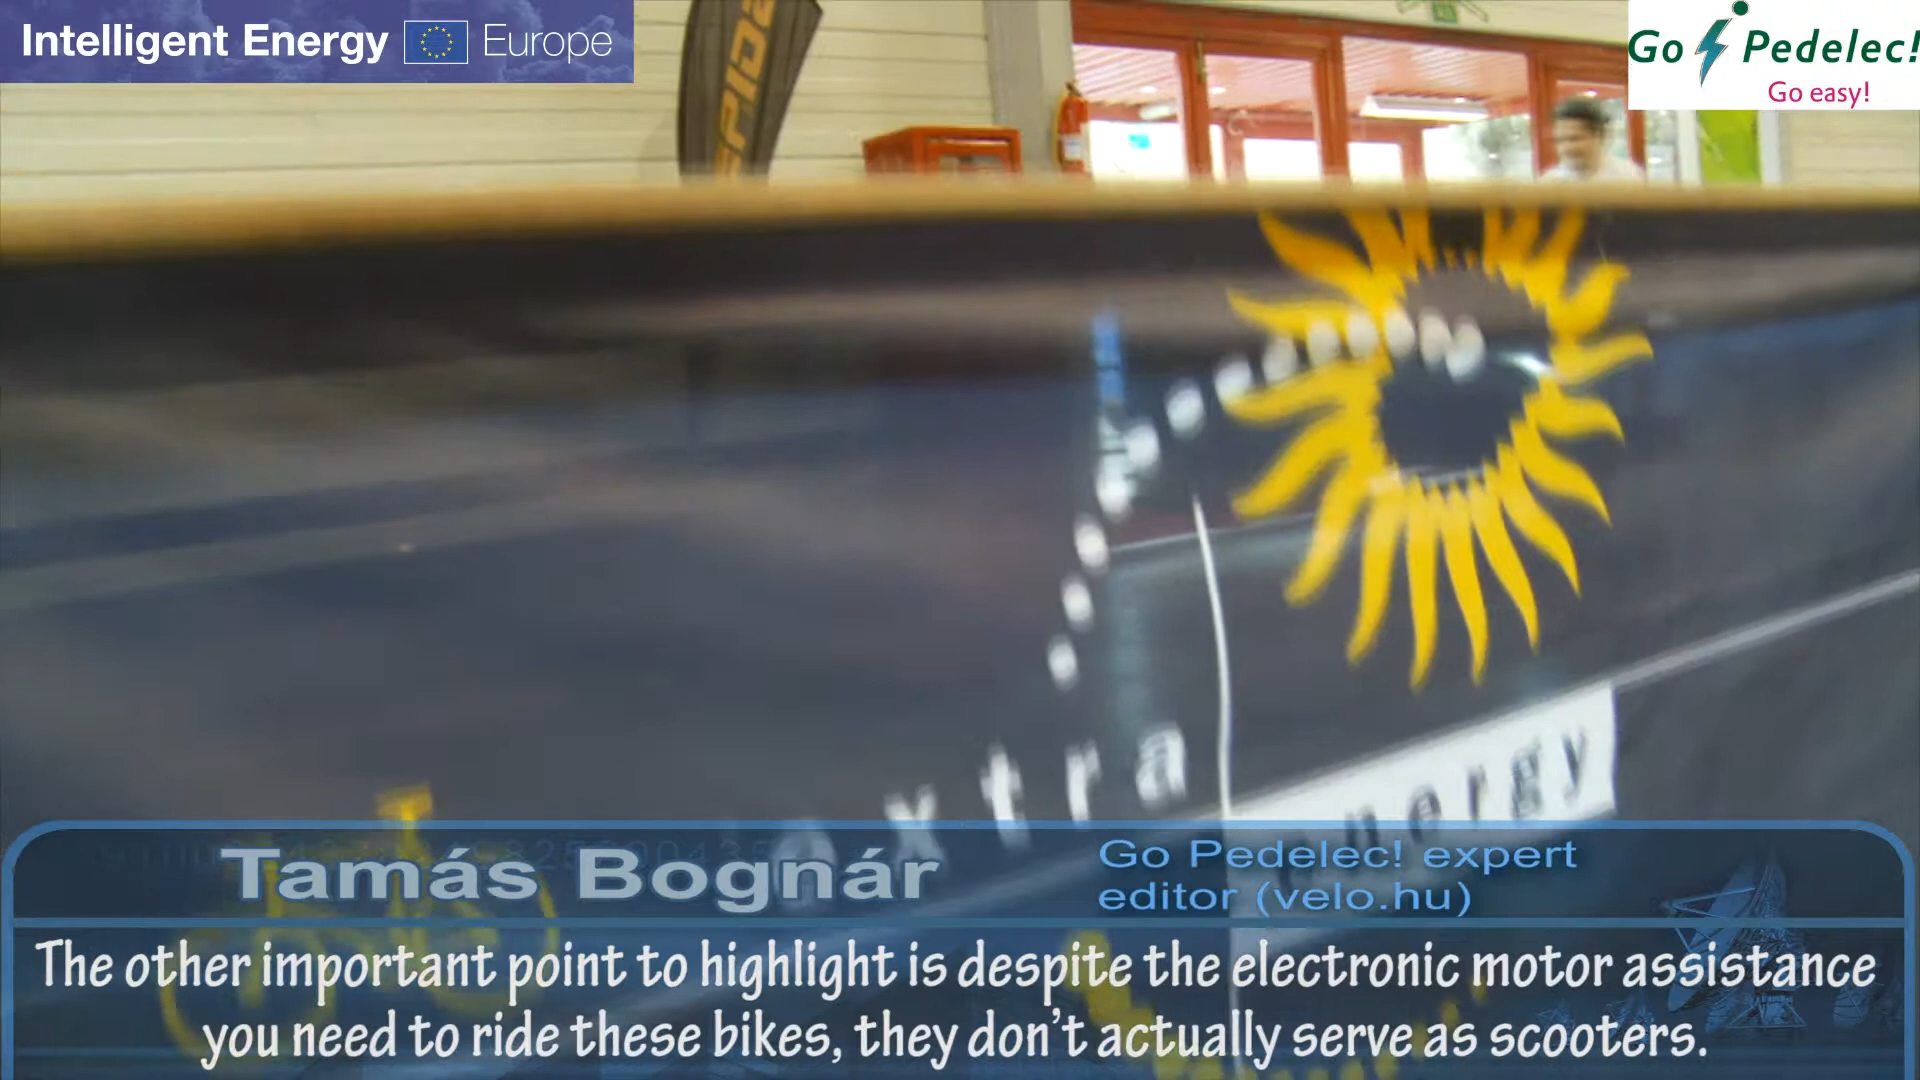 Intelligent Energy Europe
Go Pedelec!
Go easy!
SPIDER
extra
energy
Tamás Bognár
Go Pedelec! expert
editor (velo.hu)
The other important point to highlight is despite the electronic motor assistance
you need to ride these bikes, they don't actually serve as scooters.